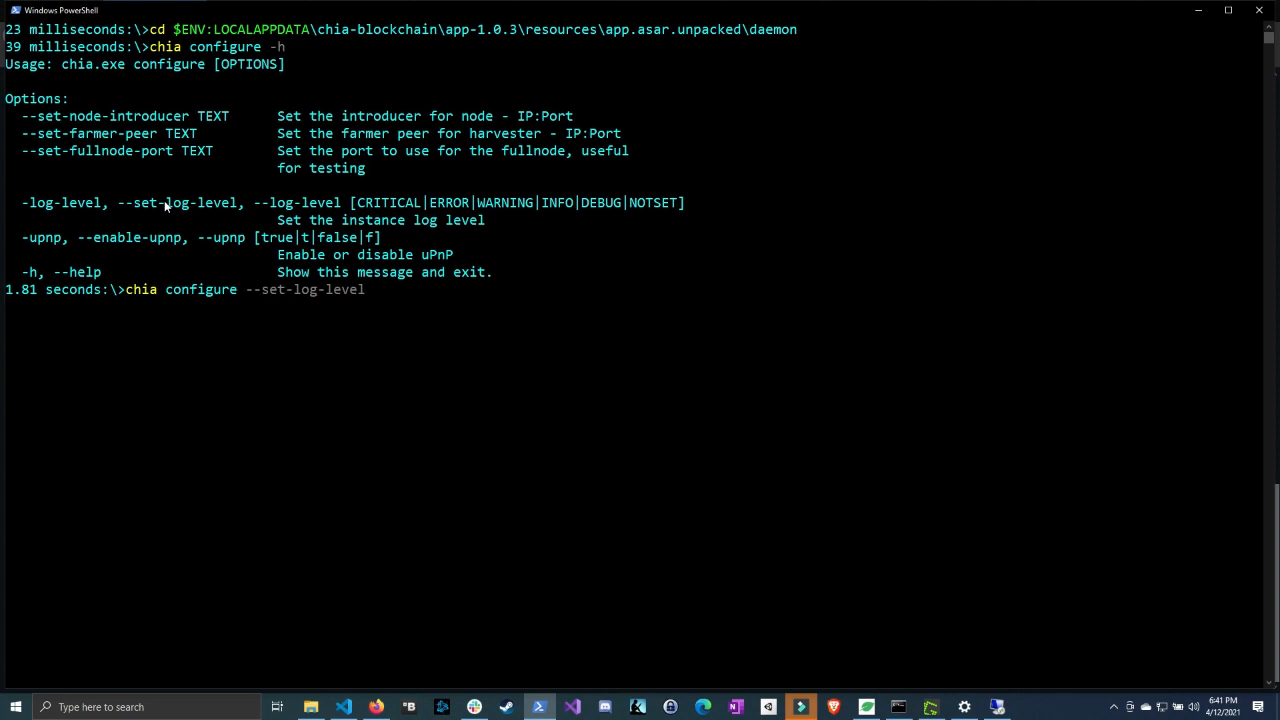 Windows PowerShell
23 milliseconds:\>cd $ENV:LOCALAPPDATA\chia-blockchain\app-1.0.3\resources\app.asar.unpacked\daemon
39 milliseconds:\>chia configure -h
Usage: chia.exe configure [OPTIONS]
Options:
--set-node-introducer TEXT Set the introducer for node - IP:Port
--set-farmer-peer TEXT Set the farmer peer for harvester - IP:Port
--set-fullnode-port TEXT Set the port to use for the fullnode, useful
for testing
-log-level, --set-log-level, --log-level [CRITICAL|ERROR|WARNING|INFO|DEBUG|NOTSET]
Set the instance log level
-upnp, --enable-upnp, --upnp [true|t|false|f]
Enable or disable uPnP
-h, --help Show this message and exit.
1.81 seconds:\>chia configure --set-log-level
Type here to search
6:41 PM
4/12/2021